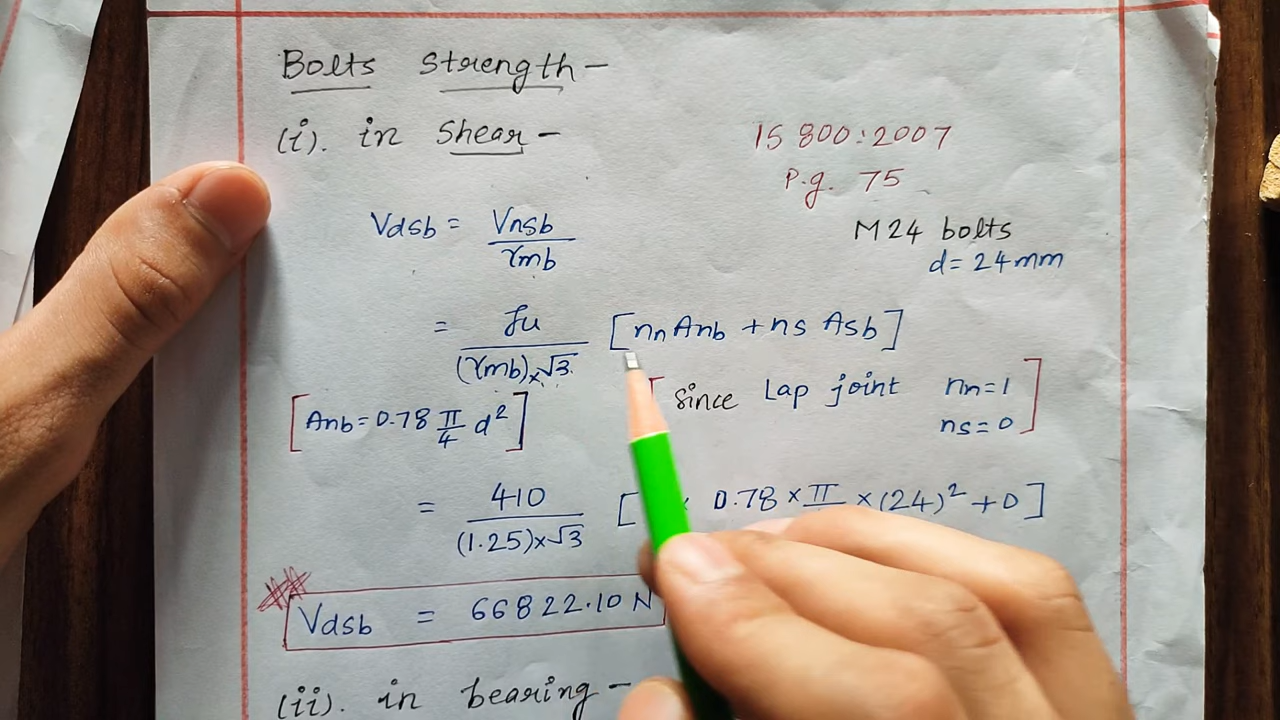 Bolts Strength -
(i). in Shear -
IS 800:2007
P.g. 75
M24 bolts
d = 24mm
Vdsb = Vnsb / γmb
= fu / (γmb)×√3 [nn Anb + ns Asb]
[Anb = 0.78 π/4 d²]
[since Lap joint nn = 1
ns = 0]
= 410 / (1.25)×√3 [ × 0.78 × π × (24)² + 0]
Vdsb = 66822.10 N
(ii). in bearing -